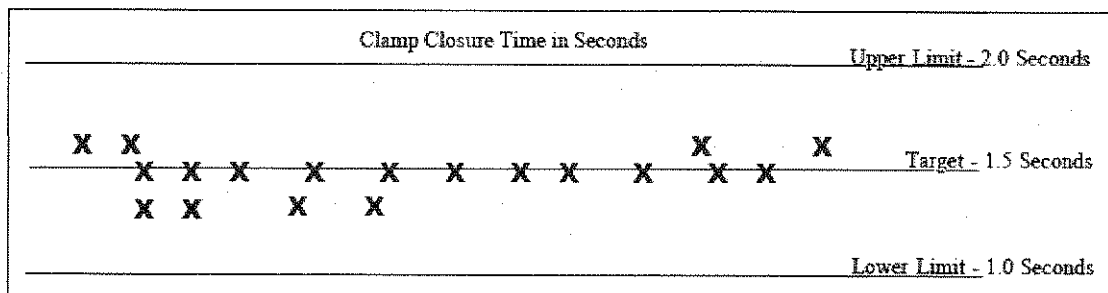 Clamp Closure Time in Seconds
Upper Limit - 2.0 Seconds
X X X X
Target - 1.5 Seconds
X X X X X X X X X X X
X X X X
Lower Limit - 1.0 Seconds